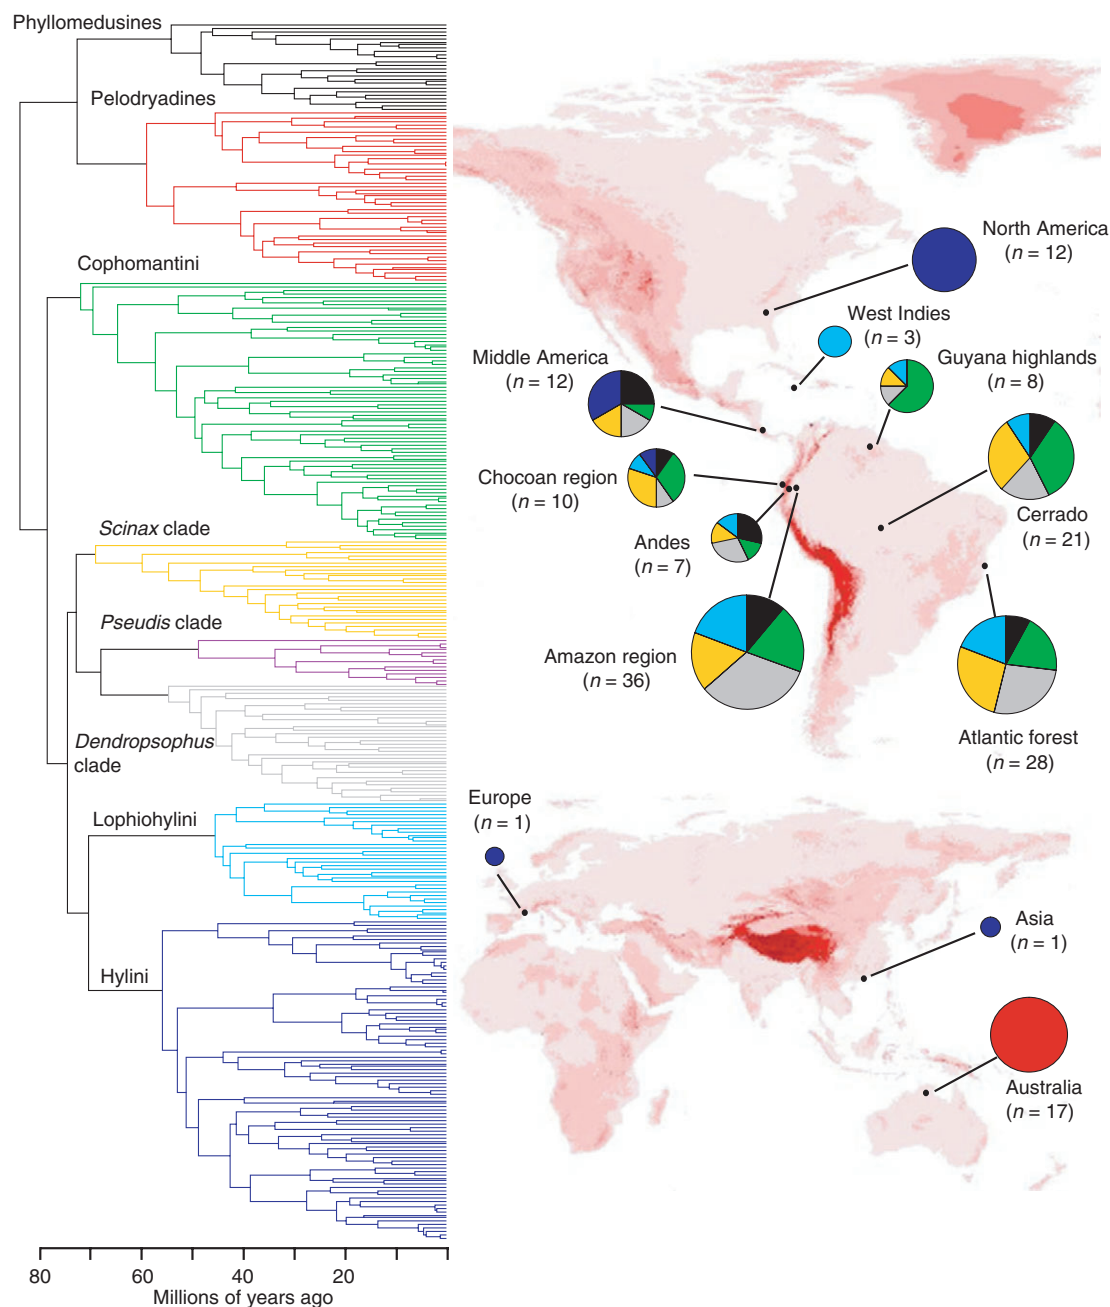 Phyllomedusines
Pelodryadines
Cophomantini
Scinax clade
Pseudis clade
Dendropsophus
clade
Lophiohylini
Hylini
80
60
40
20
Millions of years ago
North America
(n = 12)
West Indies
(n = 3)
Guyana highlands
(n = 8)
Middle America
(n = 12)
Chocoan region
(n = 10)
Cerrado
(n = 21)
Andes
(n = 7)
Amazon region
(n = 36)
Atlantic forest
(n = 28)
Europe
(n = 1)
Asia
(n = 1)
Australia
(n = 17)